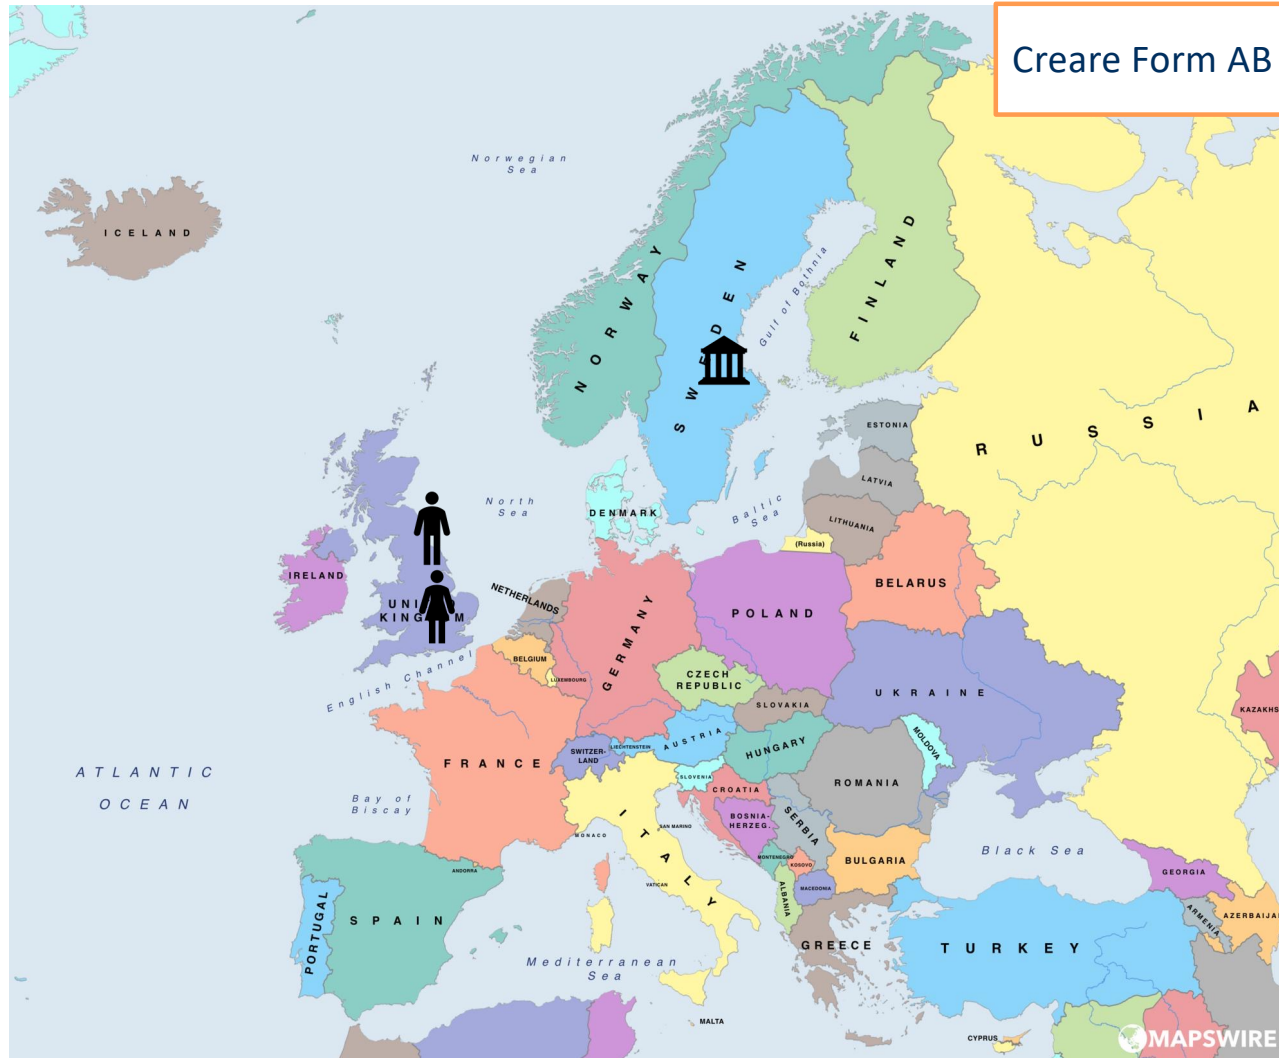 Creare Form AB
Norwegian
Sea
ICELAND
NORWAY
SWEDEN
FINLAND
Gulf of Bothnia
RUSSIA
ESTONIA
LATVIA
LITHUANIA
(Russia)
Baltic
Sea
North
Sea
DENMARK
IRELAND
UNI
KING M
NETHERLANDS
BELGIUM
LUXEMBOURG
English Channel
GERMANY
POLAND
BELARUS
CZECH
REPUBLIC
UKRAINE
SLOVAKIA
KAZAKHS
ATLANTIC
OCEAN
Bay of
Biscay
FRANCE
SWITZER-
LAND
LIECHTENSTEIN
AUSTRIA
HUNGARY
MOLDOVA
SLOVENIA
CROATIA
ROMANIA
BOSNIA-
HERZEG.
SERBIA
MONACO
SAN MARINO
ITALY
VATICAN
MONTENEGRO
KOSOVO
MACEDONIA
ALBANIA
BULGARIA
Black Sea
GEORGIA
ARMENIA
AZERBAIJAN
ANDORRA
PORTUGAL
SPAIN
GREECE
TURKEY
Mediterranean
Sea
MALTA
CYPRUS
MAPSWIRE